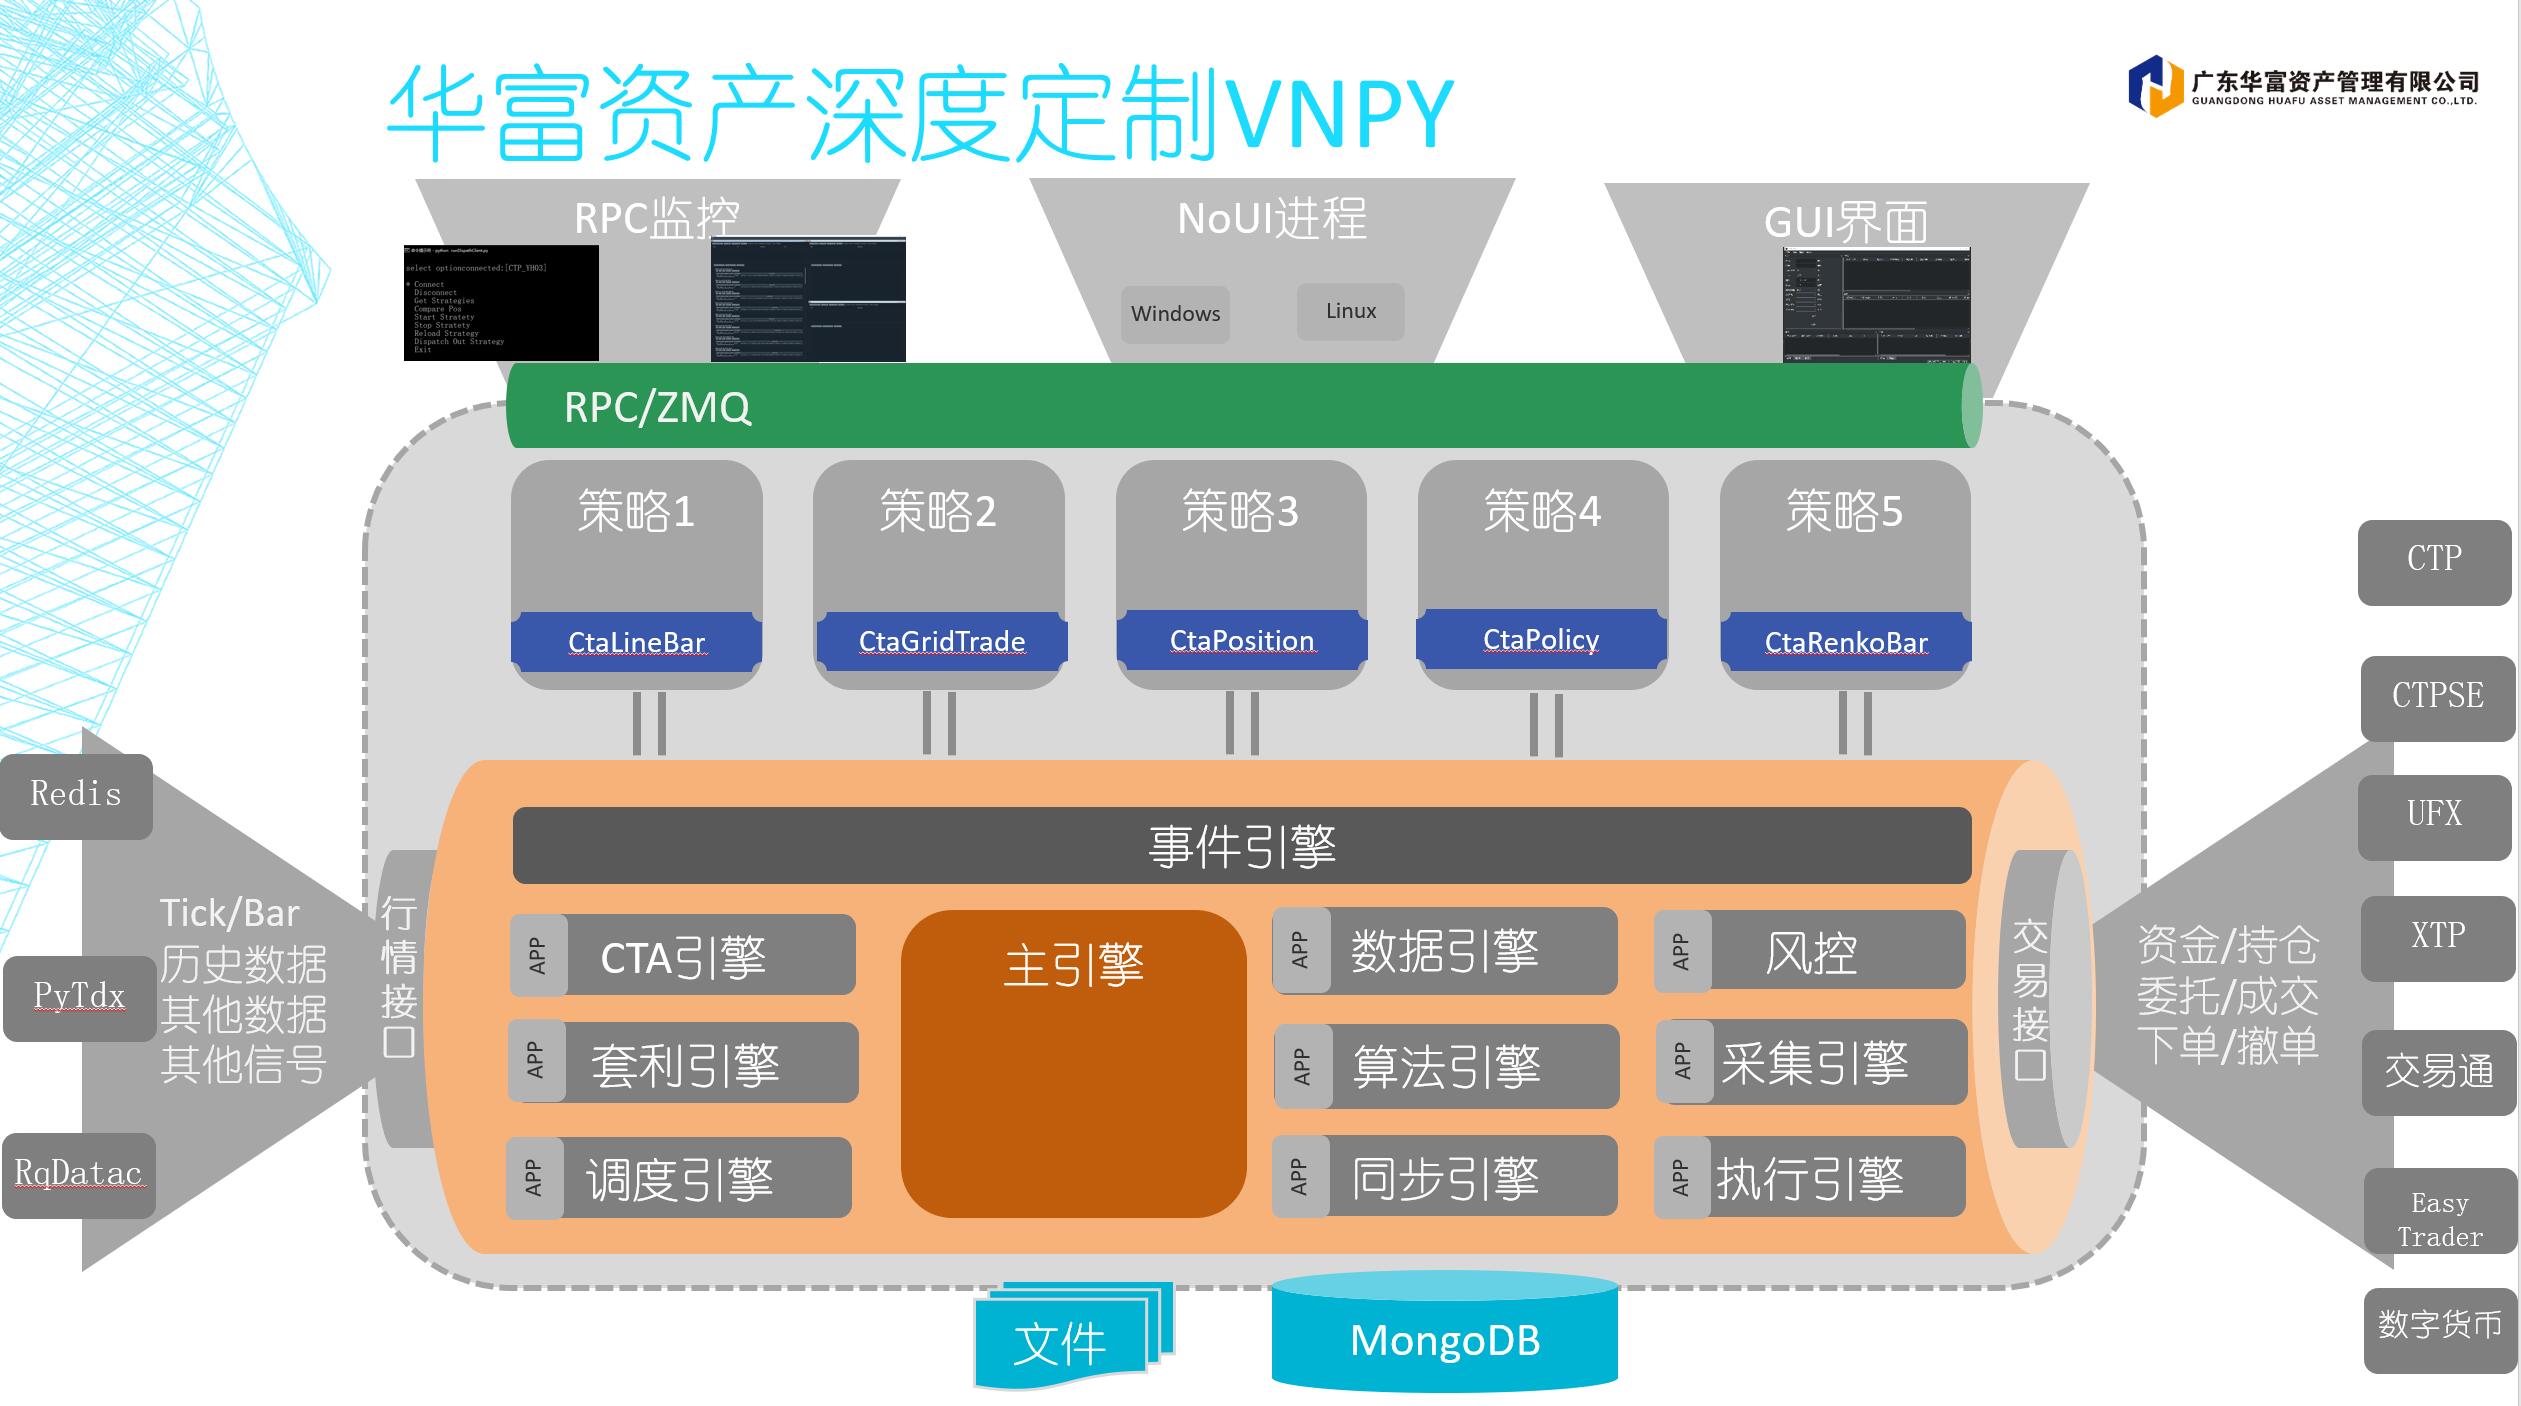 华富资产深度定制VNPY
广东华富资产管理有限公司
GUANGDONG HUAFU ASSET MANAGEMENT CO.,LTD.
RPC监控
NoUI进程
GUI界面
select optionconnected:[CTP_YH03]
* Connect
Disconnect
Get Strategies
Compare Pos
Start Stratety
Stop Stratety
Reload Strategy
Dispatch Out Strategy
Exit
Windows
Linux
RPC/ZMQ
策略1
策略2
策略3
策略4
策略5
CtaLineBar
CtaGridTrade
CtaPosition
CtaPolicy
CtaRenkoBar
Redis
PyTdx
RqDatac
Tick/Bar
历史数据
其他数据
其他信号
行情接口
事件引擎
APP
CTA引擎
APP
套利引擎
APP
调度引擎
主引擎
APP
数据引擎
APP
算法引擎
APP
同步引擎
APP
风控
APP
采集引擎
APP
执行引擎
交易接口
资金/持仓
委托/成交
下单/撤单
CTP
CTPSE
UFX
XTP
交易通
Easy
Trader
数字货币
文件
MongoDB